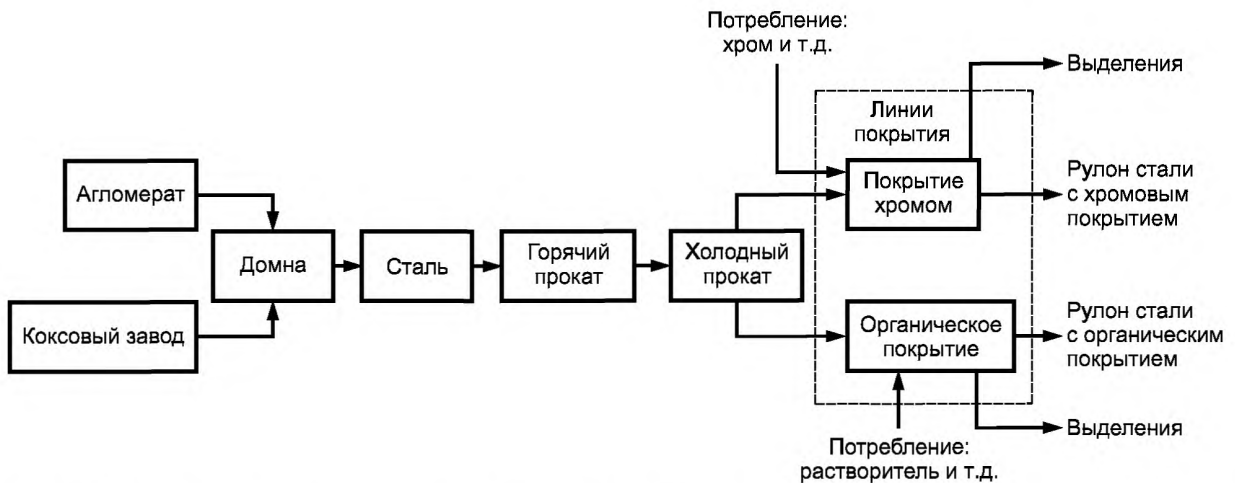 Потребление:
хром и т.д.
Выделения
Линии
покрытия
Агломерат
Покрытие
хромом
Рулон стали
с хромовым
покрытием
Домна
Сталь
Горячий
прокат
Холодный
прокат
Коксовый завод
Органическое
покрытие
Рулон стали
с органическим
покрытием
Выделения
Потребление:
растворитель и т.д.